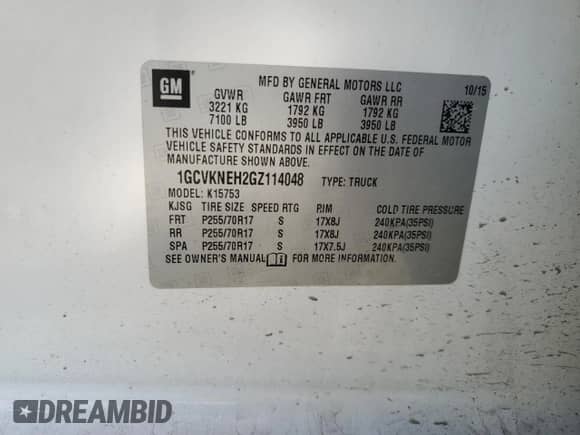 GM
MFD BY GENERAL MOTORS LLC 10/15
GVWR GAWR FRT GAWR RR
3221 KG 1792 KG 1792 KG
7100 LB 3950 LB 3950 LB
THIS VEHICLE CONFORMS TO ALL APPLICABLE U.S. FEDERAL MOTOR
VEHICLE SAFETY STANDARDS IN EFFECT ON THE DATE OF
MANUFACTURE SHOWN ABOVE.
1GCVKNEH2GZ114048 TYPE: TRUCK
MODEL: K15753
KJSG TIRE SIZE SPEED RTG RIM COLD TIRE PRESSURE
FRT P255/70R17 S 17X8J 240KPA(35PSI)
RR P255/70R17 S 17X8J 240KPA(35PSI)
SPA P255/70R17 S 17X7.5J 240KPA(35PSI)
SEE OWNER'S MANUAL FOR MORE INFORMATION.
DREAMBID